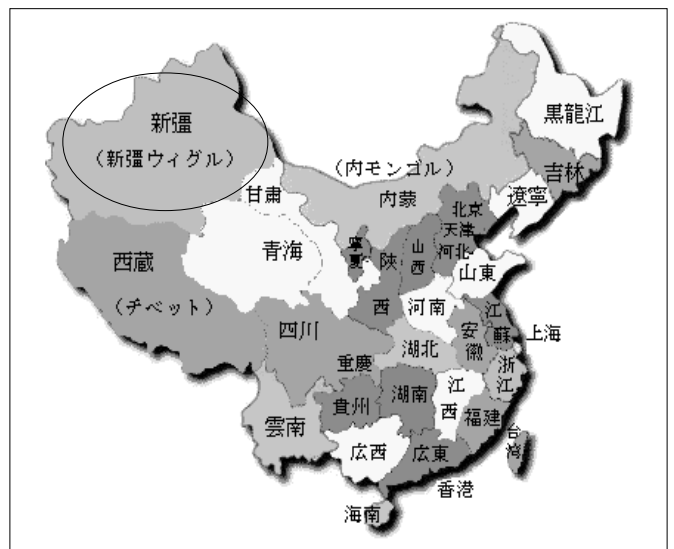 黒龍江
新疆
（新疆ウィグル）
（内モンゴル）
吉林
内蒙
遼寧
甘粛
北京
天津
河北
青海
寧夏
陝西
山西
山東
西蔵
（チベット）
河南
江蘇
四川
安徽
上海
湖北
重慶
浙江
湖南
江西
貴州
福建
雲南
台湾
広西
広東
香港
海南